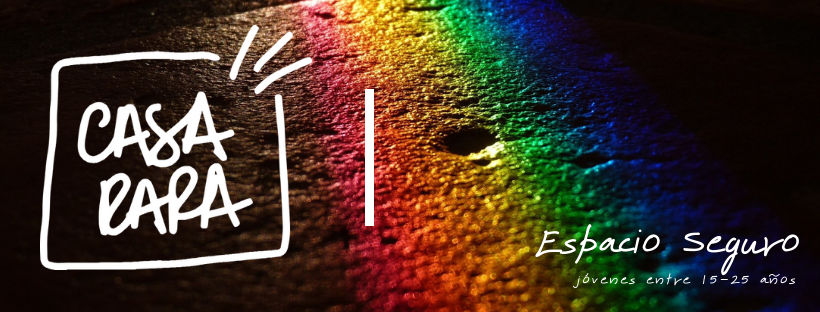 CASA
RARA
Espacio Seguro
jóvenes entre 15-25 años